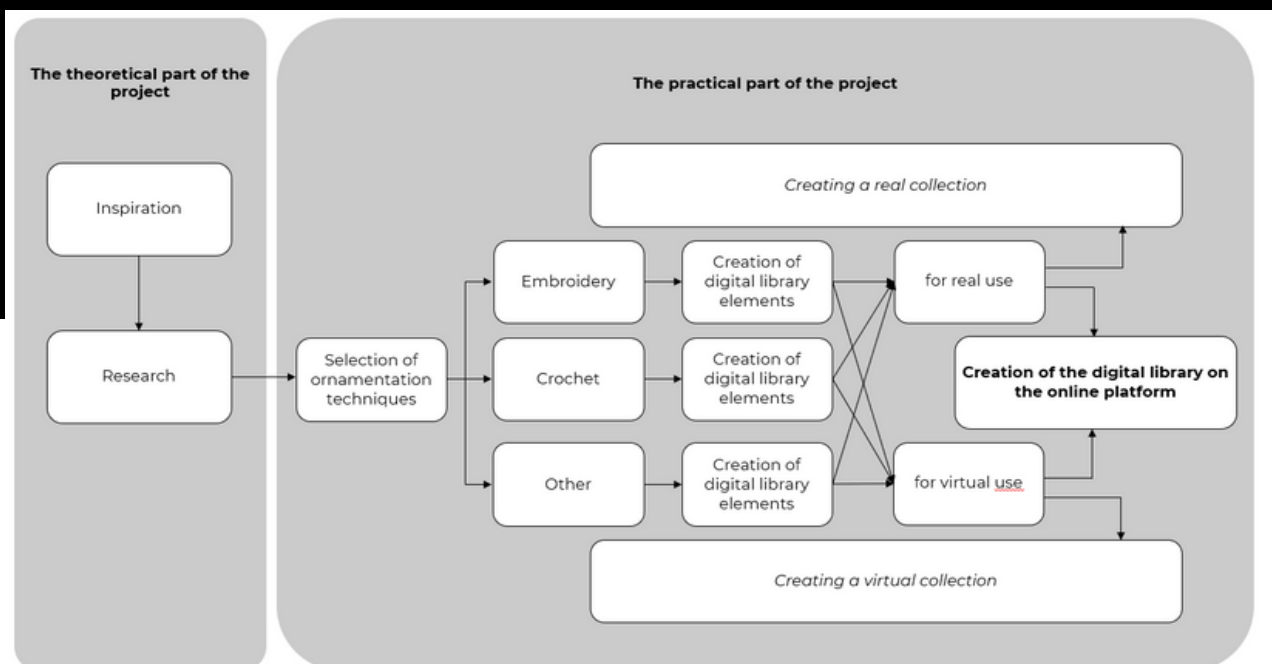 The theoretical part of the
project
Inspiration
Research
The practical part of the project
Creating a real collection
Selection of
ornamentation
techniques
Embroidery
Creation of
digital library
elements
for real use
Crochet
Creation of
digital library
elements
Creation of the digital library on
the online platform
Other
Creation of
digital library
elements
for virtual use
Creating a virtual collection